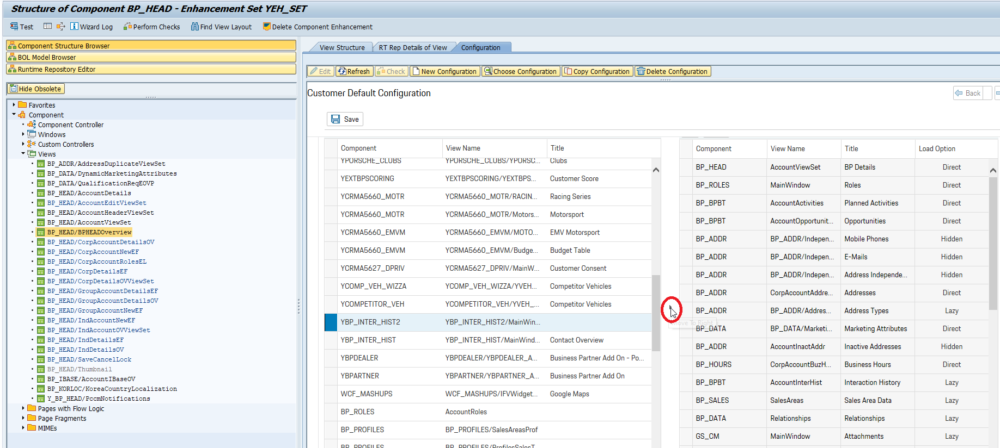 Structure of Component BP_HEAD - Enhancement Set YEH_SET
Test Wizard Log Perform Checks Find View Layout Delete Component Enhancement
Component Structure Browser
BOL Model Browser
Runtime Repository Editor
Hide Obsolete
Favorites
Component
Component Controller
Windows
Custom Controllers
Views
BP_ADDR/AddressDuplicateViewSet
BP_DATA/DynamicMarketingAttributes
BP_DATA/QualificationReqEOVP
BP_HEAD/AccountDetails
BP_HEAD/AccountEditViewSet
BP_HEAD/AccountHeaderViewSet
BP_HEAD/AccountViewSet
BP_HEAD/BPHEADOverview
BP_HEAD/CorpAccountDetailsOV
BP_HEAD/CorpAccountNewEF
BP_HEAD/CorpAccountRolesEL
BP_HEAD/CorpDetailsEF
BP_HEAD/CorpDetailsOVViewSet
BP_HEAD/GroupAccountDetailsEF
BP_HEAD/GroupAccountDetailsOV
BP_HEAD/GroupAccountNewEF
BP_HEAD/IndAccountNewEF
BP_HEAD/IndAccountOVViewSet
BP_HEAD/IndDetailsEF
BP_HEAD/IndDetailsOV
BP_HEAD/SaveCancelLock
BP_HEAD/Thumbnail
BP_IBASE/AccountIBaseOV
BP_KORLOC/KoreaCountryLocalization
Y_BP_HEAD/PccmNotifications
Pages with Flow Logic
Page Fragments
MIMEs
View Structure RT Rep Details of View Configuration
Edit Refresh Check New Configuration Choose Configuration Copy Configuration Delete Configuration
Customer Default Configuration
Back
Save
Component View Name Title
YPORSCHE_CLUBS YPORSCHE_CLUBS/YPORSC... Clubs
YEXTBPSCORING YEXTBPSCORING/YEXTBPS... Customer Score
YCRMA5660_MOTR YCRMA5660_MOTR/RACIN... Racing Series
YCRMA5660_MOTR YCRMA5660_MOTR/Motors... Motorsport
YCRMA5660_EMVM YCRMA5660_EMVM/MOTO... EMV Motorsport
YCRMA5660_EMVM YCRMA5660_EMVM/Budge... Budget Table
YCRMA5627_DPRIV YCRMA5627_DPRIV/MainW... Customer Consent
YCOMP_VEH_WIZZA YCOMP_VEH_WIZZA/YVEH... Competitor Vehicles
YCOMPETITOR_VEH YCOMPETITOR_VEH/YVEH_... Competitor Vehicles
YBP_INTER_HIST2 YBP_INTER_HIST2/MainWin...
YBP_INTER_HIST YBP_INTER_HIST/MainWind... Contact Overview
YBPDEALER YBPDEALER/YBPDEALER_A... Business Partner Add On - Po...
YBPARTNER YBPARTNER/YBPARTNER_A... Business Partner Add On
WCF_MASHUPS WCF_MASHUPS/IFVWidget... Google Maps
BP_ROLES AccountRoles
BP_PROFILES BP_PROFILES/SalesAreasProf
BP_PROFILES BP_PROFILES/ProfilesSalesT...
Move To Right
Component View Name Title Load Option
BP_HEAD AccountViewSet BP Details Direct
BP_ROLES MainWindow Roles Direct
BP_BPBT AccountActivities Planned Activities Direct
BP_BPBT AccountOpportunit... Opportunities Direct
BP_ADDR BP_ADDR/Indepen... Mobile Phones Hidden
BP_ADDR BP_ADDR/Indepen... E-Mails Hidden
BP_ADDR BP_ADDR/Indepen... Address Independe... Hidden
BP_ADDR CorpAccountAddre... Addresses Direct
BP_ADDR BP_ADDR/Addres... Address Types Lazy
BP_DATA BP_DATA/Marketi... Marketing Attributes Direct
BP_ADDR AccountInactAddr Inactive Addresses Hidden
BP_HOURS CorpAccountBuzH... Business Hours Direct
BP_BPBT AccountInterHist Interaction History Lazy
BP_SALES SalesAreas Sales Area Data Lazy
BP_DATA Relationships Relationships Lazy
GS_CM MainWindow Attachments Lazy